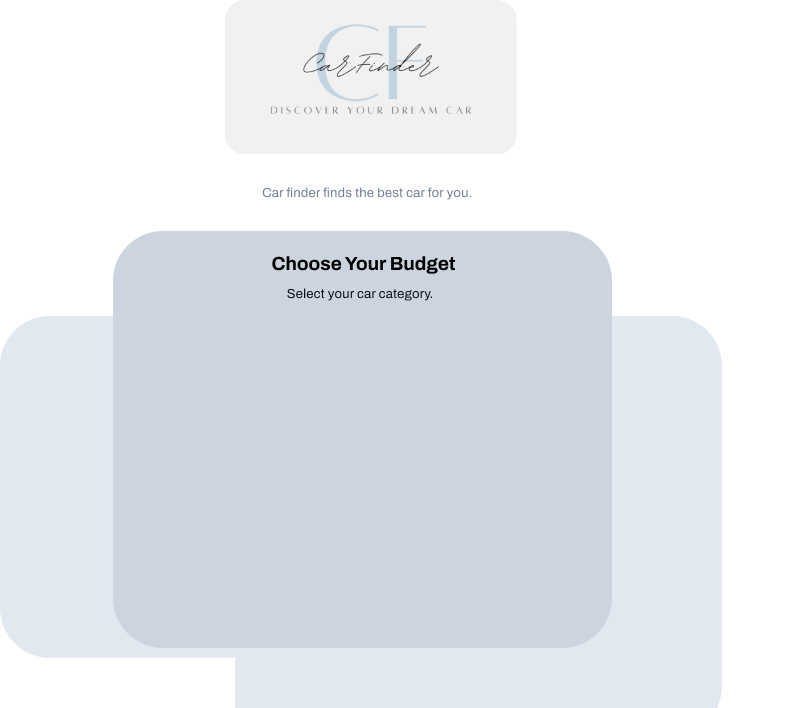 CF
CarFinder
DISCOVER YOUR DREAM CAR
Car finder finds the best car for you.
Choose Your Budget
Select your car category.